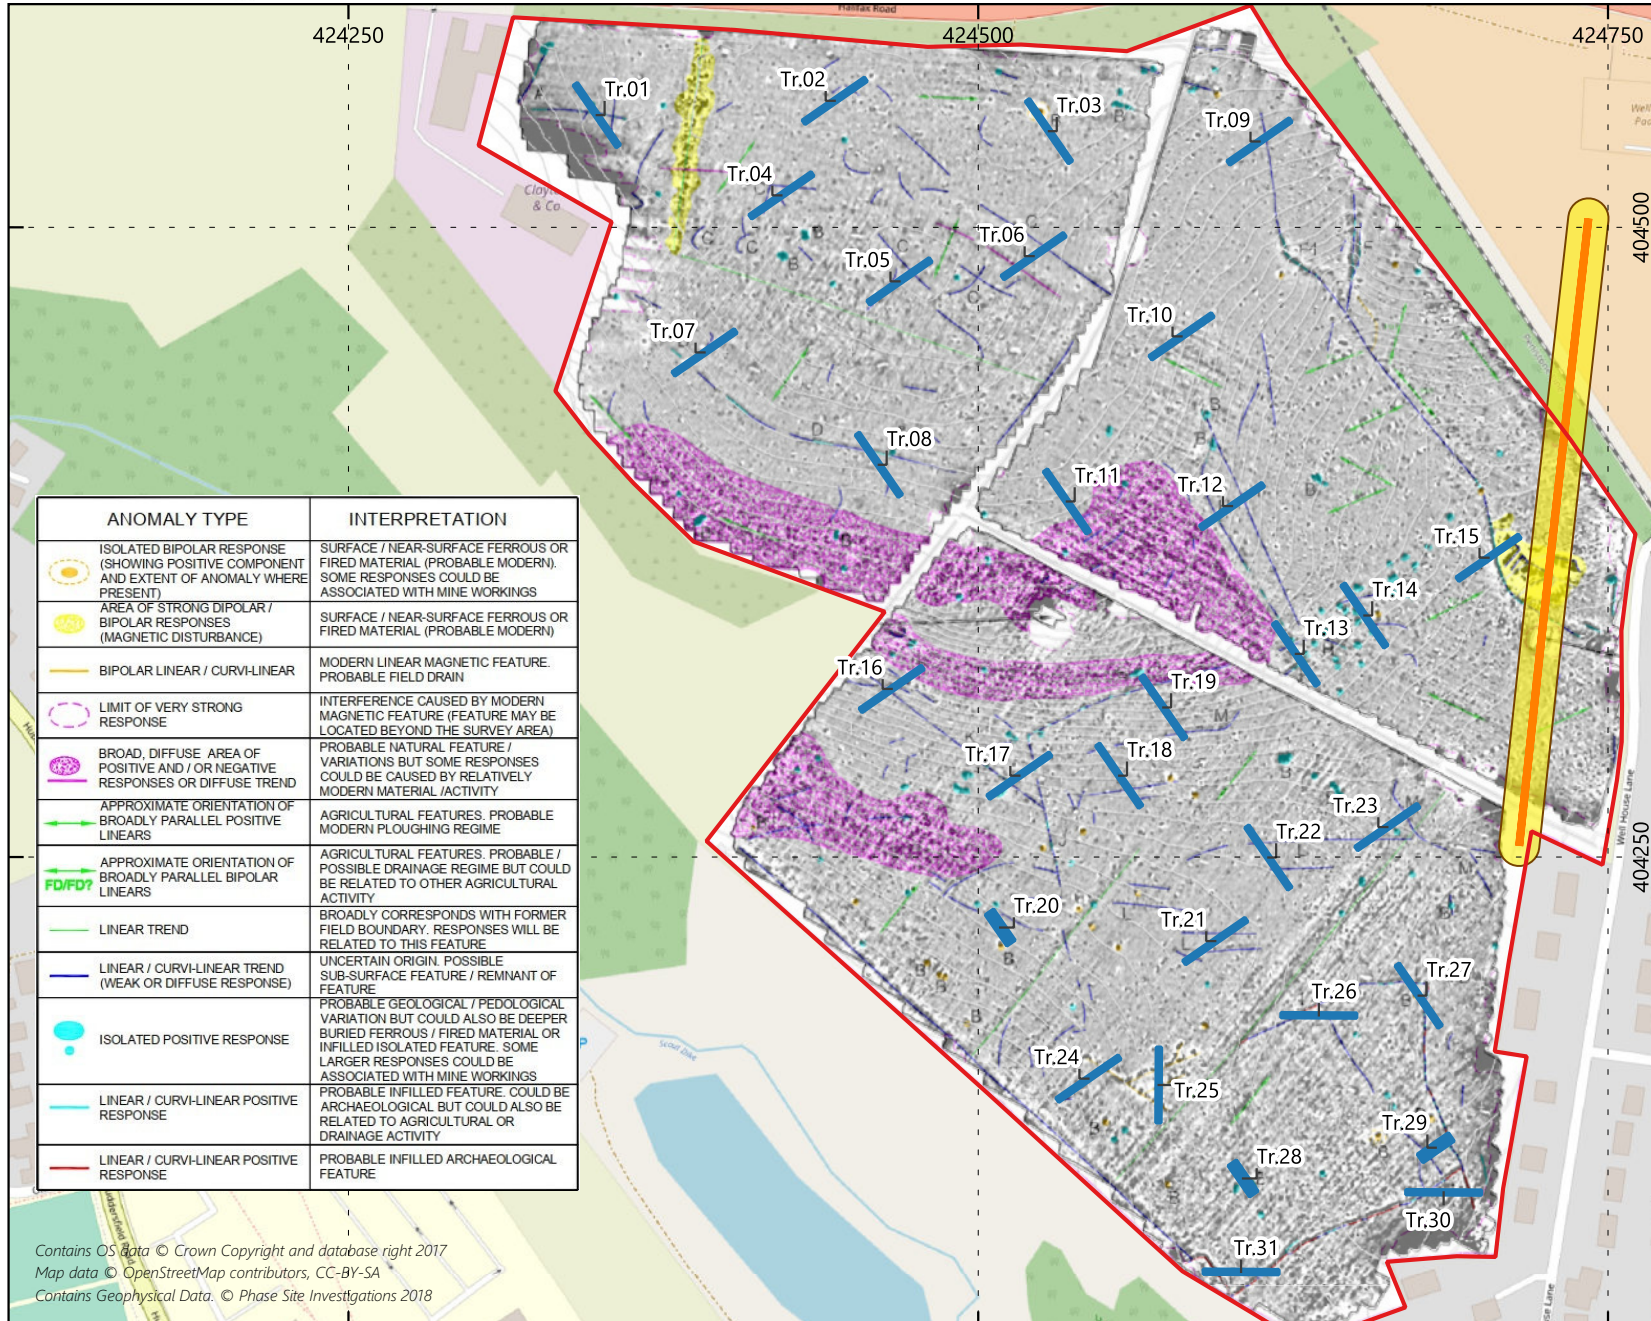 Halifax Road
424250
424500
424750
Tr.01
Tr.02
Tr.03
Tr.09
Tr.04
Clayton
& Co
Tr.06
Tr.05
404500
Tr.10
Tr.07
Tr.08
Tr.11
Tr.12
Tr.15
Tr.14
Tr.13
Tr.16
Tr.19
Tr.17
Tr.18
Tr.23
Tr.22
404250
Well House Lane
Tr.20
Tr.21
Tr.27
Tr.26
Tr.24
Tr.25
Tr.29
Tr.28
Tr.30
Tr.31
Scout Dike
Huddersfield Road
ANOMALY TYPE
INTERPRETATION
ISOLATED BIPOLAR RESPONSE
(SHOWING POSITIVE COMPONENT
AND EXTENT OF ANOMALY WHERE
PRESENT)
SURFACE / NEAR-SURFACE FERROUS OR
FIRED MATERIAL (PROBABLE MODERN).
SOME RESPONSES COULD BE
ASSOCIATED WITH MINE WORKINGS
AREA OF STRONG DIPOLAR /
BIPOLAR RESPONSES
(MAGNETIC DISTURBANCE)
SURFACE / NEAR-SURFACE FERROUS OR
FIRED MATERIAL (PROBABLE MODERN)
BIPOLAR LINEAR / CURVI-LINEAR
MODERN LINEAR MAGNETIC FEATURE.
PROBABLE FIELD DRAIN
LIMIT OF VERY STRONG
RESPONSE
INTERFERENCE CAUSED BY MODERN
MAGNETIC FEATURE (FEATURE MAY BE
LOCATED BEYOND THE SURVEY AREA)
BROAD, DIFFUSE AREA OF
POSITIVE AND / OR NEGATIVE
RESPONSES OR DIFFUSE TREND
PROBABLE NATURAL FEATURE /
VARIATIONS BUT SOME RESPONSES
COULD BE CAUSED BY RELATIVELY
MODERN MATERIAL /ACTIVITY
APPROXIMATE ORIENTATION OF
BROADLY PARALLEL POSITIVE
LINEARS
AGRICULTURAL FEATURES. PROBABLE
MODERN PLOUGHING REGIME
FD/FD?
APPROXIMATE ORIENTATION OF
BROADLY PARALLEL BIPOLAR
LINEARS
AGRICULTURAL FEATURES. PROBABLE /
POSSIBLE DRAINAGE REGIME BUT COULD
BE RELATED TO OTHER AGRICULTURAL
ACTIVITY
LINEAR TREND
BROADLY CORRESPONDS WITH FORMER
FIELD BOUNDARY. RESPONSES WILL BE
RELATED TO THIS FEATURE
LINEAR / CURVI-LINEAR TREND
(WEAK OR DIFFUSE RESPONSE)
UNCERTAIN ORIGIN. POSSIBLE
SUB-SURFACE FEATURE / REMNANT OF
FEATURE
ISOLATED POSITIVE RESPONSE
PROBABLE GEOLOGICAL / PEDOLOGICAL
VARIATION BUT COULD ALSO BE DEEPER
BURIED FERROUS / FIRED MATERIAL OR
INFILLED ISOLATED FEATURE. SOME
LARGER RESPONSES COULD BE
ASSOCIATED WITH MINE WORKINGS
LINEAR / CURVI-LINEAR POSITIVE
RESPONSE
PROBABLE INFILLED FEATURE. COULD BE
ARCHAEOLOGICAL BUT COULD ALSO BE
RELATED TO AGRICULTURAL OR
DRAINAGE ACTIVITY
LINEAR / CURVI-LINEAR POSITIVE
RESPONSE
PROBABLE INFILLED ARCHAEOLOGICAL
FEATURE
Contains OS data © Crown Copyright and database right 2017
Map data © OpenStreetMap contributors, CC-BY-SA
Contains Geophysical Data. © Phase Site Investigations 2018